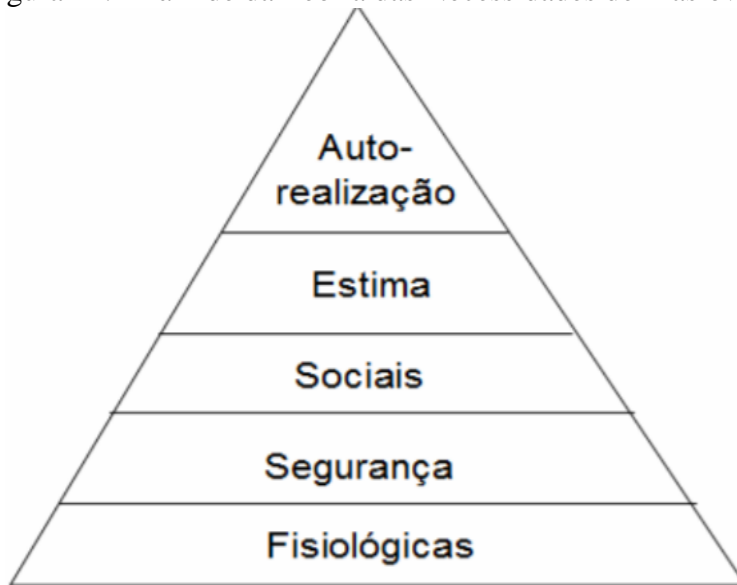 Auto-
realização
Estima
Sociais
Segurança
Fisiológicas